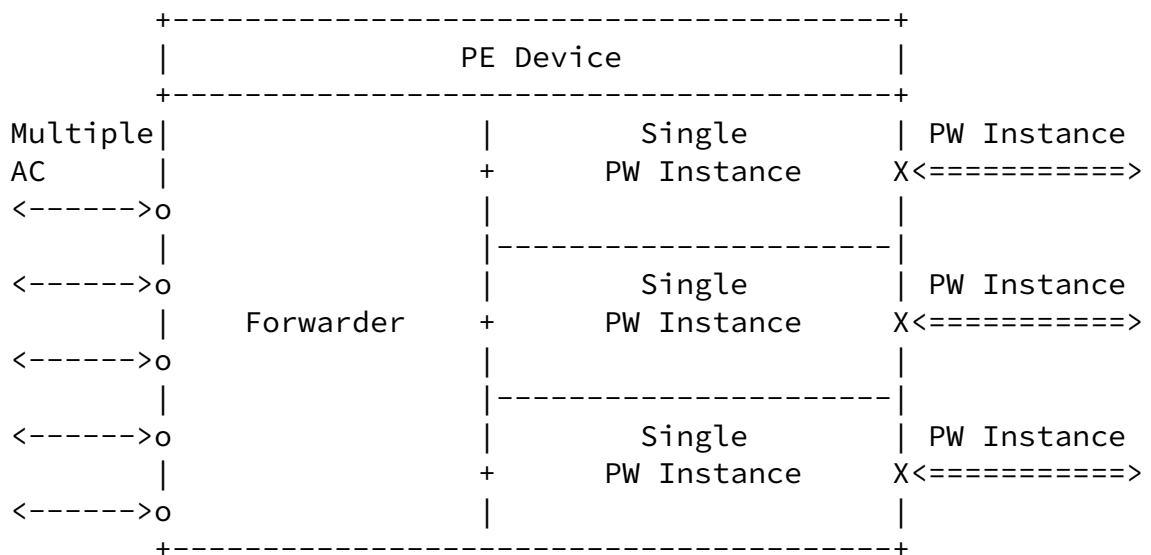 PE Device
Multiple Single PW Instance
AC PW Instance X
o
o Single PW Instance
Forwarder PW Instance X
o
o Single PW Instance
PW Instance X
o